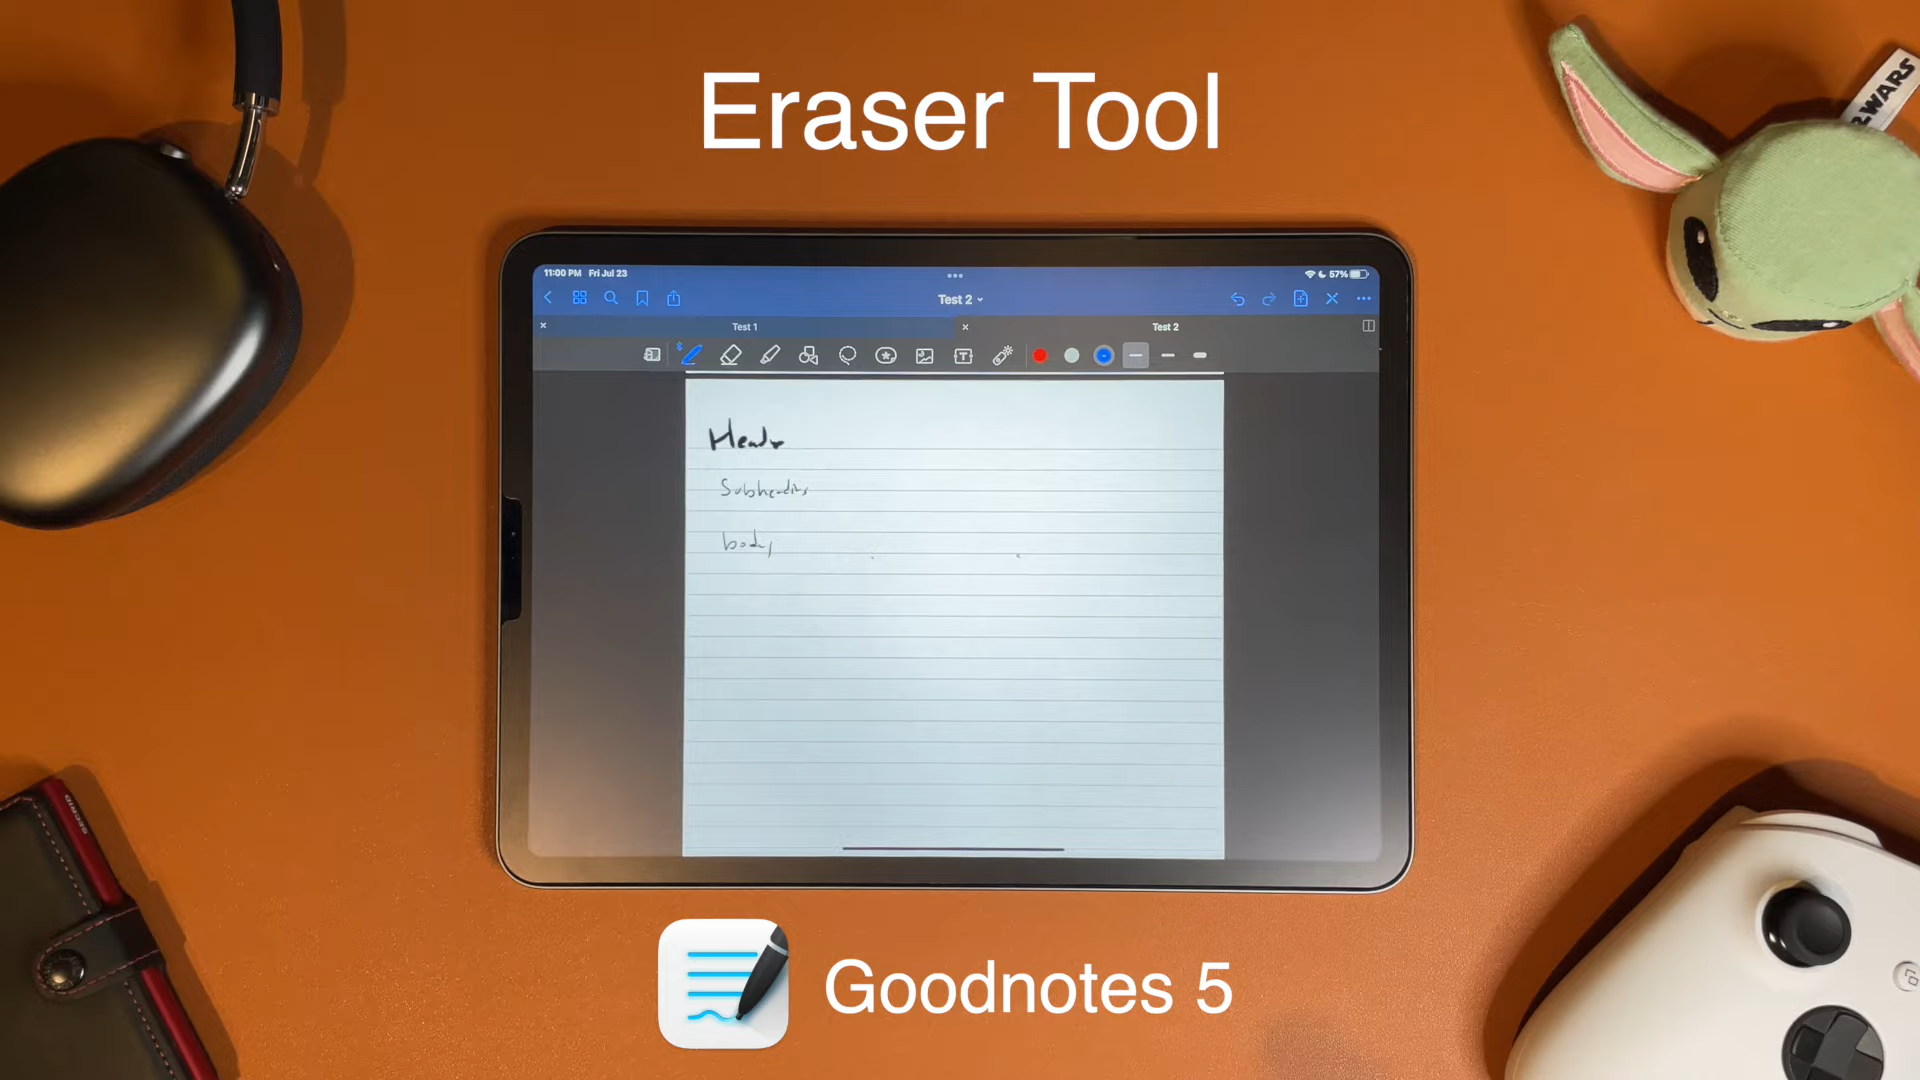 Eraser Tool
WARS
11:00 PM Fri Jul 23
57%
Test 2
Test 1
Test 2
T
Header
Subheading
body
SECRID
Goodnotes 5